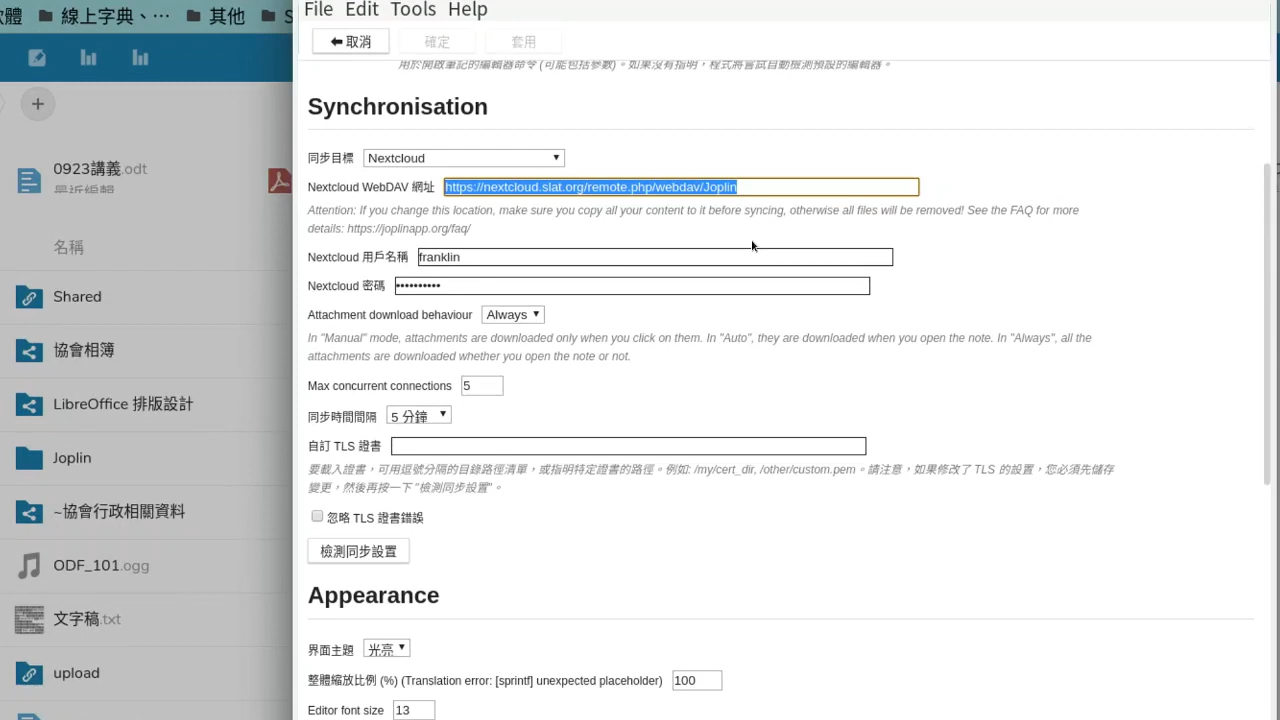 線上字典、…
其他
File Edit Tools Help
取消
確定
套用
用於開啟筆記的編輯器命令 (可能包括參數)。如果沒有指明，程式將嘗試自動檢測預設的編輯器。
Synchronisation
同步目標 Nextcloud
Nextcloud WebDAV 網址 https://nextcloud.slat.org/remote.php/webdav/Joplin
Attention: If you change this location, make sure you copy all your content to it before syncing, otherwise all files will be removed! See the FAQ for more
details: https://joplinapp.org/faq/
Nextcloud 用戶名稱 franklin
Nextcloud 密碼 ••••••••••
Attachment download behaviour Always
In "Manual" mode, attachments are downloaded only when you click on them. In "Auto", they are downloaded when you open the note. In "Always", all the
attachments are downloaded whether you open the note or not.
Max concurrent connections 5
同步時間間隔 5 分鐘
自訂 TLS 證書
要載入證書，可用逗號分隔的目錄路徑清單，或指明特定證書的路徑。例如: /my/cert_dir, /other/custom.pem。請注意，如果修改了 TLS 的設置，您必須先儲存
變更，然後再按一下 "檢測同步設置"。
忽略 TLS 證書錯誤
檢測同步設置
Appearance
界面主題 光亮
整體縮放比例 (%) (Translation error: [sprintf] unexpected placeholder) 100
Editor font size 13
0923講義.odt
最近編輯
名稱
Shared
協會相簿
LibreOffice 排版設計
Joplin
~協會行政相關資料
ODF_101.ogg
文字稿.txt
upload